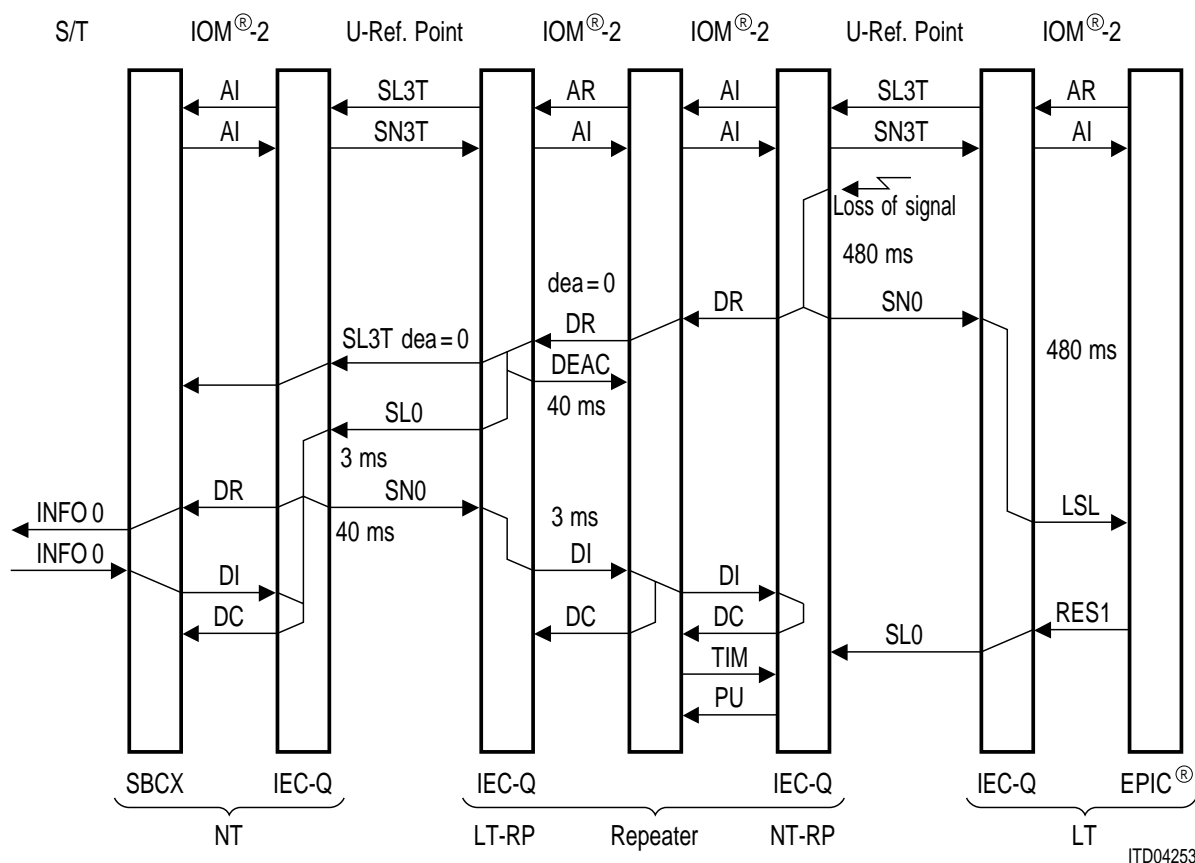 S/T IOM®-2 U-Ref. Point IOM®-2 IOM®-2 U-Ref. Point IOM®-2
AI SL3T AR AI SL3T AR
AI SN3T AI AI SN3T AI
Loss of signal
480 ms
dea = 0
DR SN0
DR
SL3T dea = 0 480 ms
DEAC
40 ms
SL0
3 ms
DR SN0 LSL
INFO 0 40 ms 3 ms
INFO 0 DI
DI DI
DC DC DC RES1
SL0
TIM
PU
SBCX IEC-Q IEC-Q IEC-Q IEC-Q EPIC®
NT LT-RP Repeater NT-RP LT
ITD04253